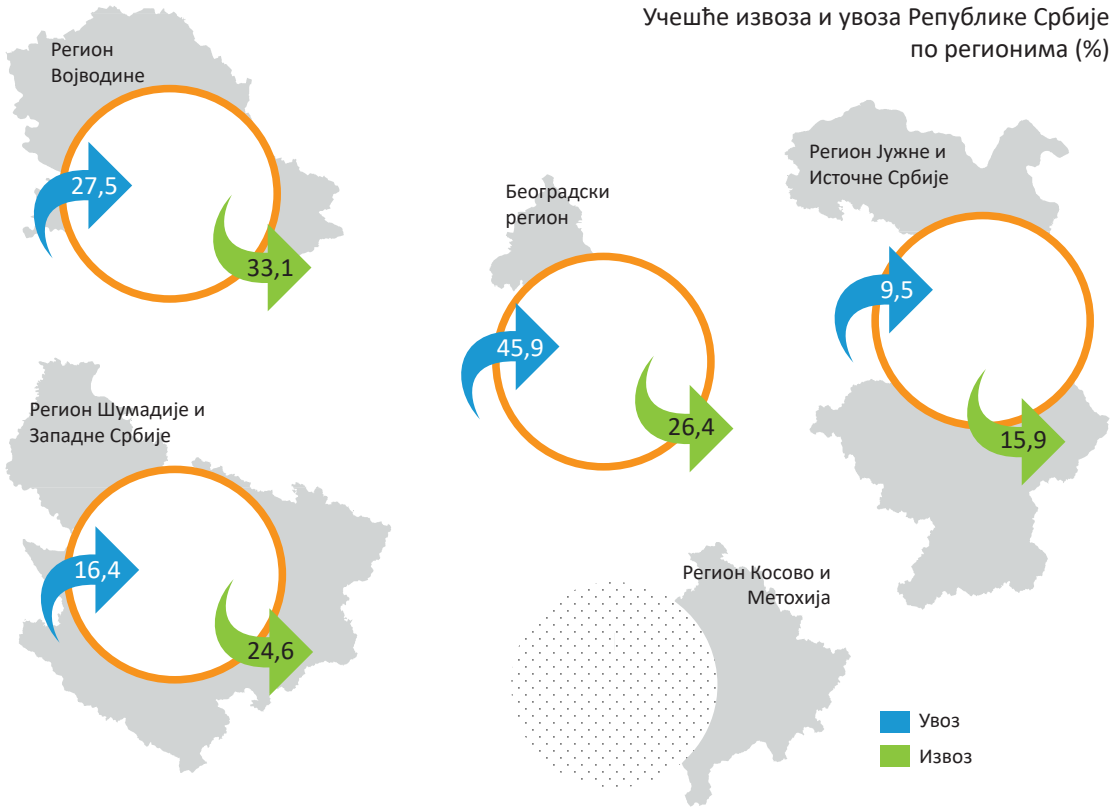 Учешће извоза и увоза Републике Србије
по регионима (%)
Регион
Војводине
27,5
33,1
Београдски
регион
45,9
26,4
Регион Јужне и
Источне Србије
9,5
15,9
Регион Шумадије и
Западне Србије
16,4
24,6
Регион Косово и
Метохија
Увоз
Извоз